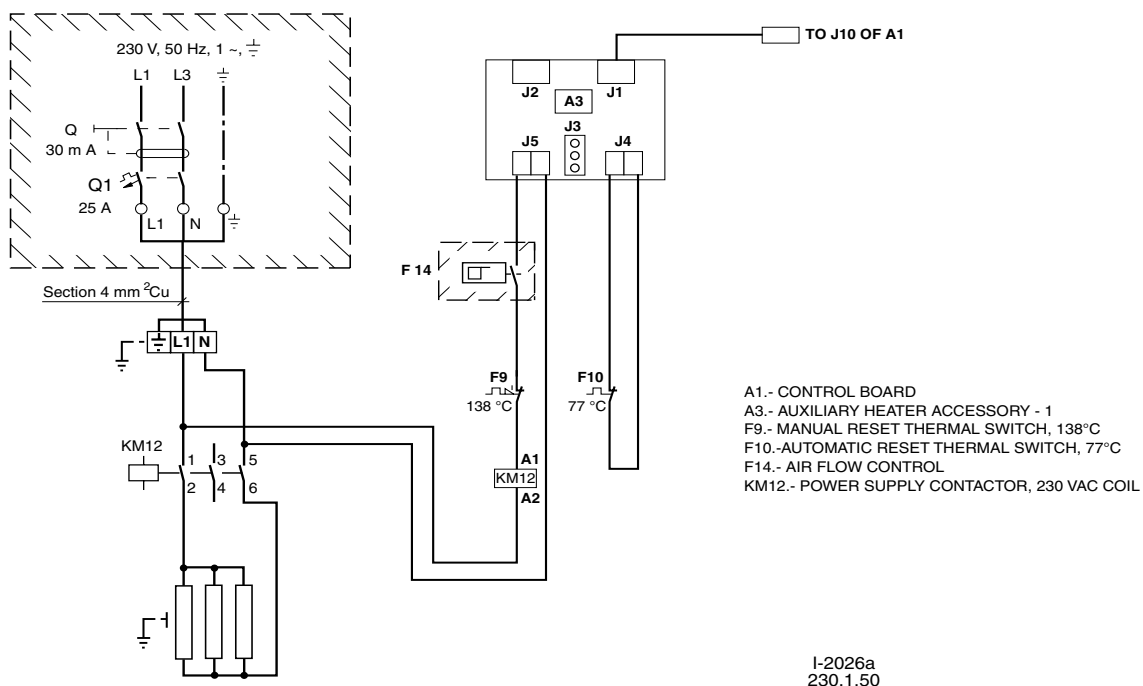 230 V, 50 Hz, 1 ~,
L1 L3
Q
30 m A
Q1
25 A
L1 N
Section 4 mm²Cu
L1 N
KM12
1 3 5
2 4 6
TO J10 OF A1
J2 J1
A3
J3
J5 J4
F 14
F9
138 °C
F10
77 °C
A1
KM12
A2
A1.- CONTROL BOARD
A3.- AUXILIARY HEATER ACCESSORY - 1
F9.- MANUAL RESET THERMAL SWITCH, 138°C
F10.-AUTOMATIC RESET THERMAL SWITCH, 77°C
F14.- AIR FLOW CONTROL
KM12.- POWER SUPPLY CONTACTOR, 230 VAC COIL
I-2026a
230.1.50